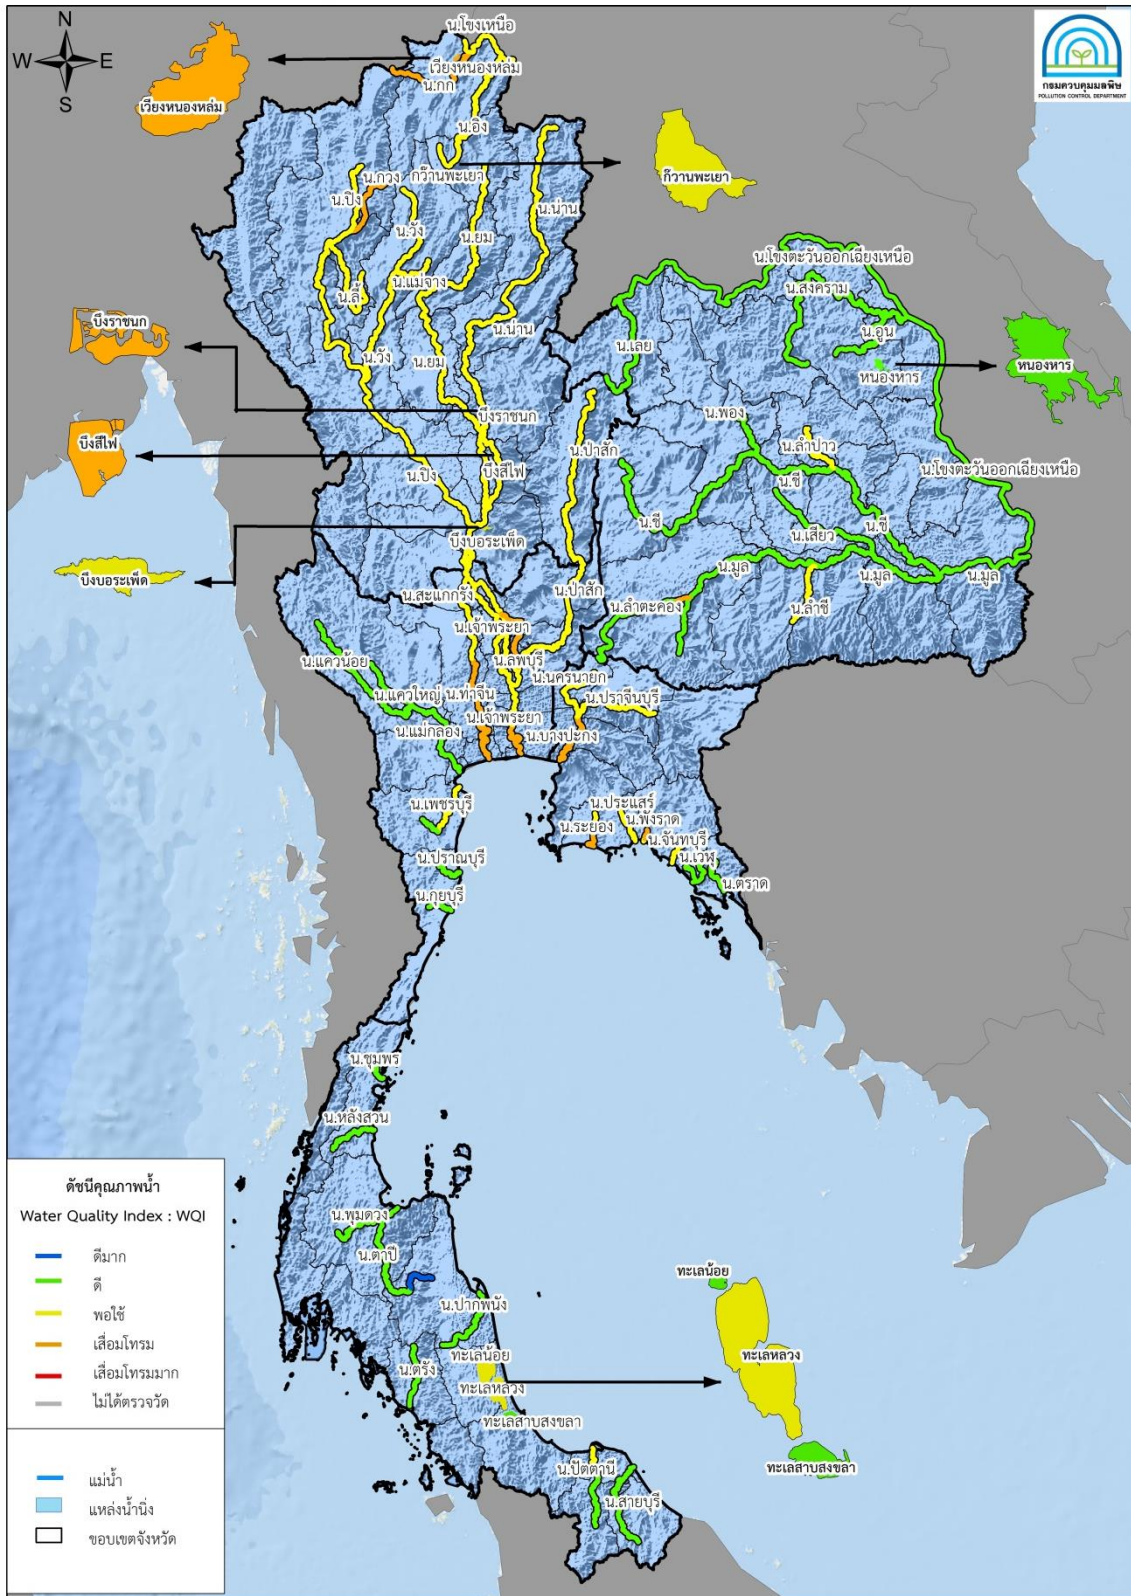 N
W
E
S
กรมควบคุมมลพิษ
POLLUTION CONTROL DEPARTMENT
น.โขงเหนือ
เวียงหนองหล่ม
น.กก
เวียงหนองหล่ม
น.อิง
กว๊านพะเยา
กว๊านพะเยา
น.กวง
น.ปิง
น.วัง
น.ยม
น.น่าน
น.แม่จาง
น.ลี้
น.น่าน
น.วัง
น.ยม
น.โขงตะวันออกเฉียงเหนือ
น.สงคราม
น.อูน
น.เลย
หนองหาร
หนองหาร
บึงราชนก
บึงราชนก
น.พอง
น.ป่าสัก
น.ลำปาว
บึงสีไฟ
บึงสีไฟ
น.ปิง
น.ชี
น.โขงตะวันออกเฉียงเหนือ
น.ชี
น.ชี
น.เสียว
บึงบอระเพ็ด
บึงบอระเพ็ด
น.มูล
น.มูล
น.มูล
น.สะแกกรัง
น.ป่าสัก
น.ลำตะคอง
น.ลำชี
น.เจ้าพระยา
น.ลพบุรี
น.แควน้อย
น.นครนายก
น.แควใหญ่
น.ท่าจีน
น.ปราจีนบุรี
น.เจ้าพระยา
น.แม่กลอง
น.บางปะกง
น.เพชรบุรี
น.ประแสร์
น.พังราด
น.ระยอง
น.จันทบุรี
น.เวฬุ
น.ปราณบุรี
น.ตราด
น.กุยบุรี
น.ชุมพร
น.หลังสวน
น.พุมดวง
น.ตาปี
น.ปากพนัง
ทะเลน้อย
น.ตรัง
ทะเลหลวง
ทะเลสาบสงขลา
ทะเลน้อย
ทะเลหลวง
ทะเลสาบสงขลา
น.ปัตตานี
น.สายบุรี
ดัชนีคุณภาพน้ำ
Water Quality Index : WQI
ดีมาก
ดี
พอใช้
เสื่อมโทรม
เสื่อมโทรมมาก
ไม่ได้ตรวจวัด
แม่น้ำ
แหล่งน้ำนิ่ง
ขอบเขตจังหวัด